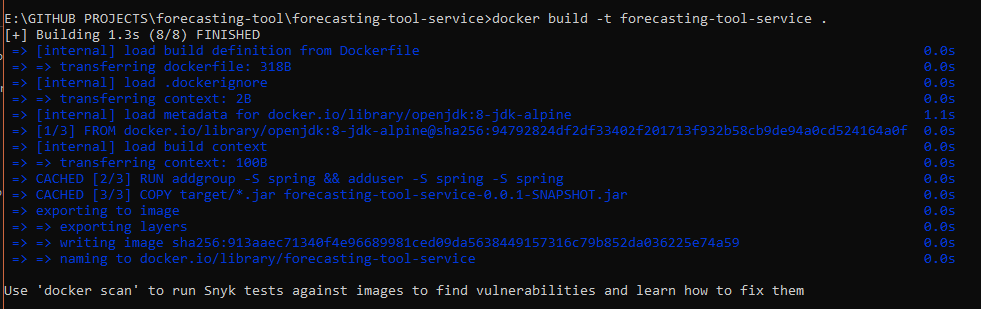 E:\GITHUB PROJECTS\forecasting-tool\forecasting-tool-service>docker build -t forecasting-tool-service .
[+] Building 1.3s (8/8) FINISHED
=> [internal] load build definition from Dockerfile 0.0s
=> => transferring dockerfile: 318B 0.0s
=> [internal] load .dockerignore 0.0s
=> => transferring context: 2B 0.0s
=> [internal] load metadata for docker.io/library/openjdk:8-jdk-alpine 1.1s
=> [1/3] FROM docker.io/library/openjdk:8-jdk-alpine@sha256:94792824df2df33402f201713f932b58cb9de94a0cd524164a0f 0.0s
=> [internal] load build context 0.0s
=> => transferring context: 100B 0.0s
=> CACHED [2/3] RUN addgroup -S spring && adduser -S spring -S spring 0.0s
=> CACHED [3/3] COPY target/*.jar forecasting-tool-service-0.0.1-SNAPSHOT.jar 0.0s
=> exporting to image 0.0s
=> => exporting layers 0.0s
=> => writing image sha256:913aaec71340f4e96689981ced09da5638449157316c79b852da036225e74a59 0.0s
=> => naming to docker.io/library/forecasting-tool-service 0.0s
Use 'docker scan' to run Snyk tests against images to find vulnerabilities and learn how to fix them